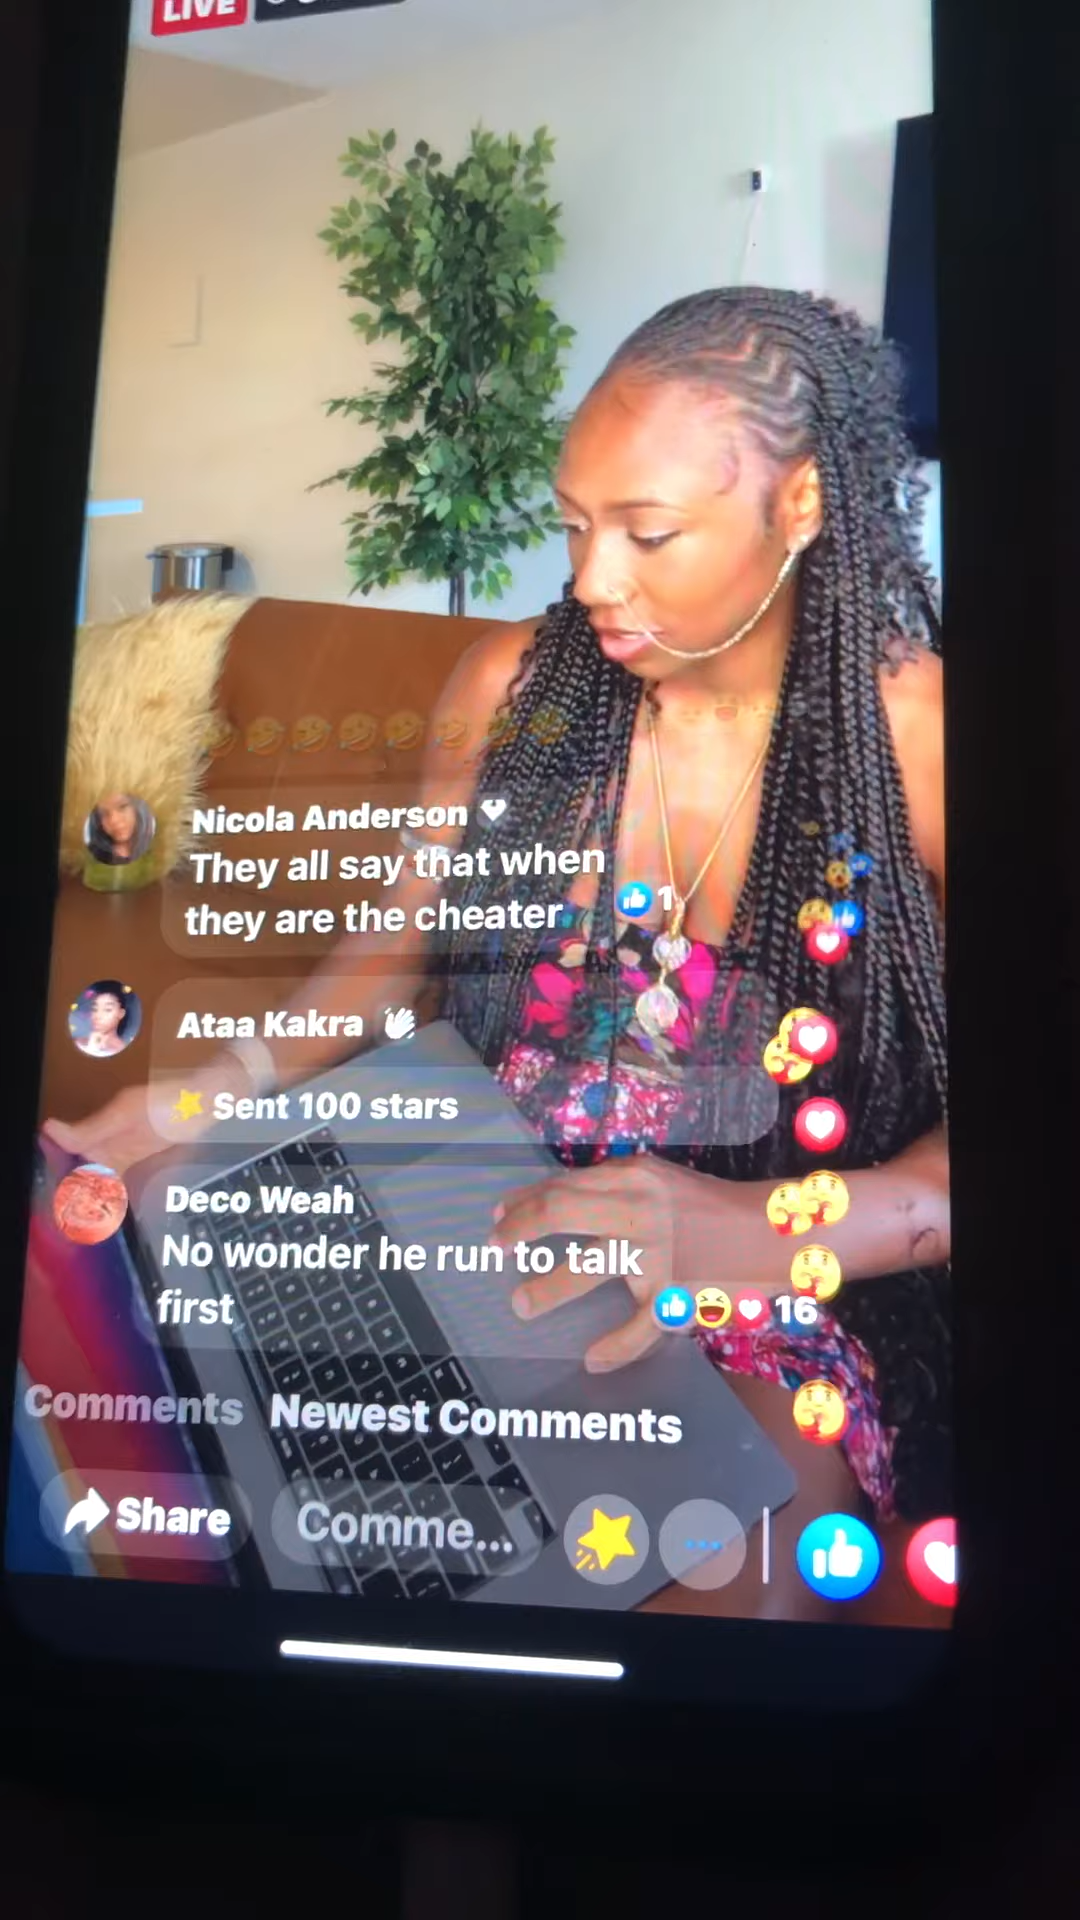 LIVE
Nicola Anderson
They all say that when
they are the cheater
1
Ataa Kakra
Sent 100 stars
Deco Weah
No wonder he run to talk
first
16
Comments Newest Comments
Share Comme...